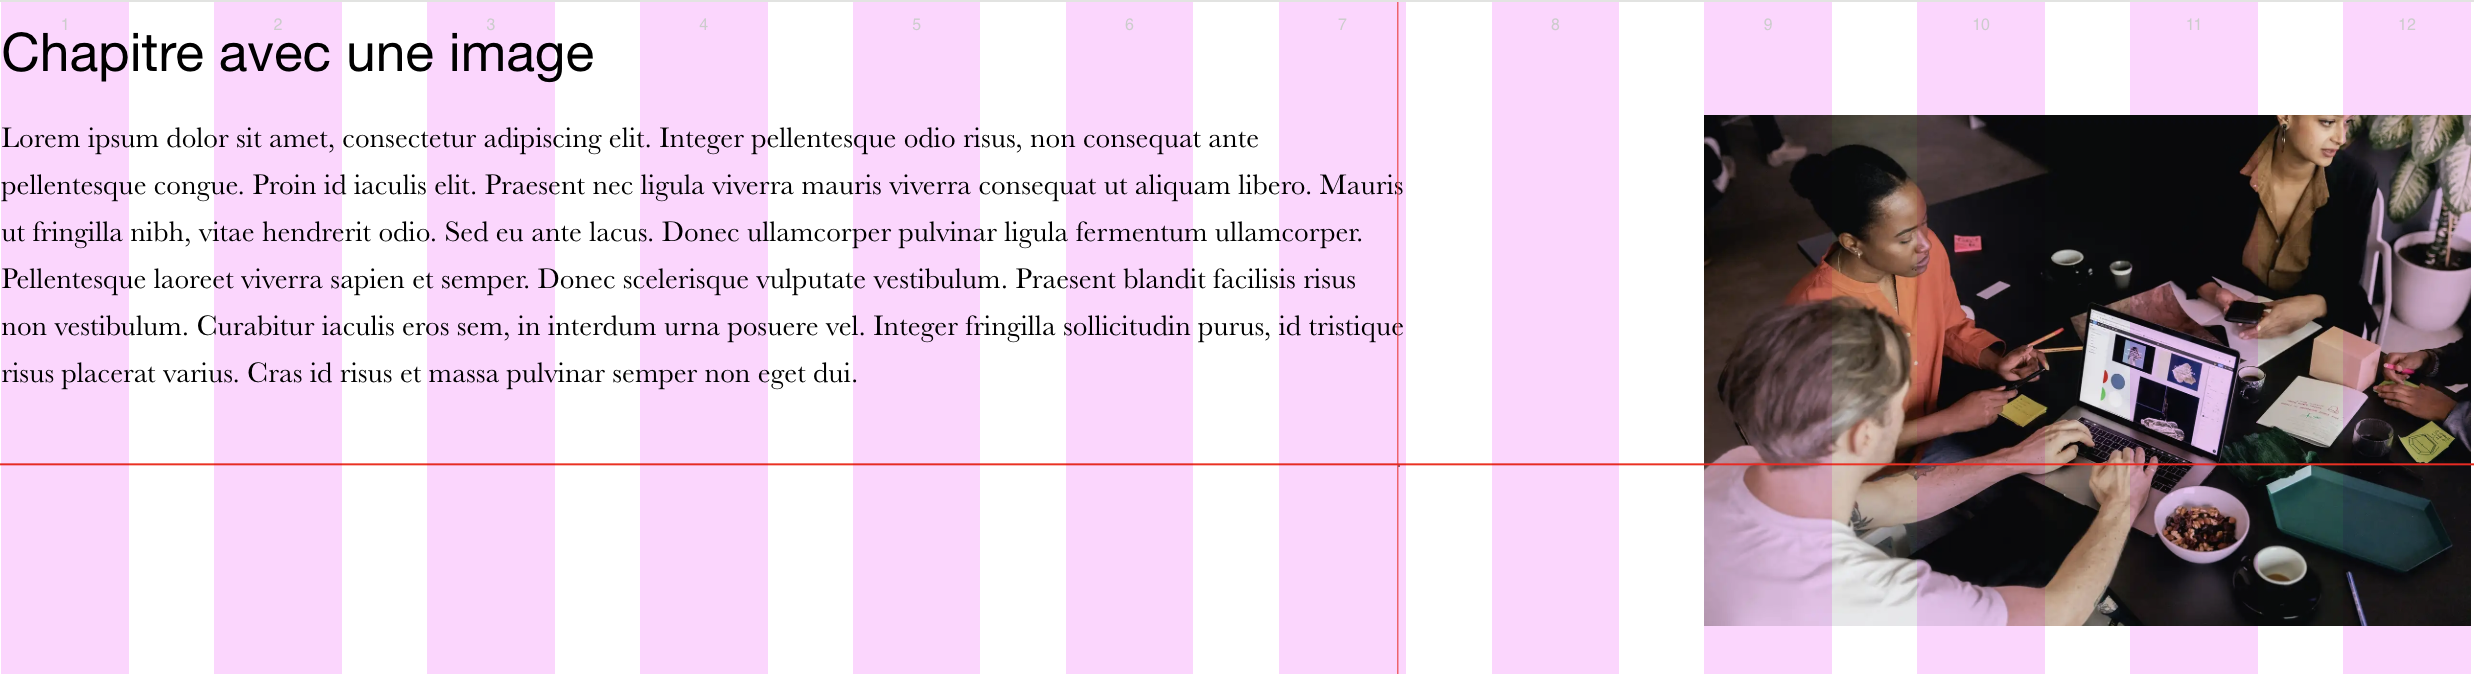 1 2 3 4 5 6 7 8 9 10 11 12
Chapitre avec une image
Lorem ipsum dolor sit amet, consectetur adipiscing elit. Integer pellentesque odio risus, non consequat ante
pellentesque congue. Proin id iaculis elit. Praesent nec ligula viverra mauris viverra consequat ut aliquam libero. Mauris
ut fringilla nibh, vitae hendrerit odio. Sed eu ante lacus. Donec ullamcorper pulvinar ligula fermentum ullamcorper.
Pellentesque laoreet viverra sapien et semper. Donec scelerisque vulputate vestibulum. Praesent blandit facilisis risus
non vestibulum. Curabitur iaculis eros sem, in interdum urna posuere vel. Integer fringilla sollicitudin purus, id tristique
risus placerat varius. Cras id risus et massa pulvinar semper non eget dui.